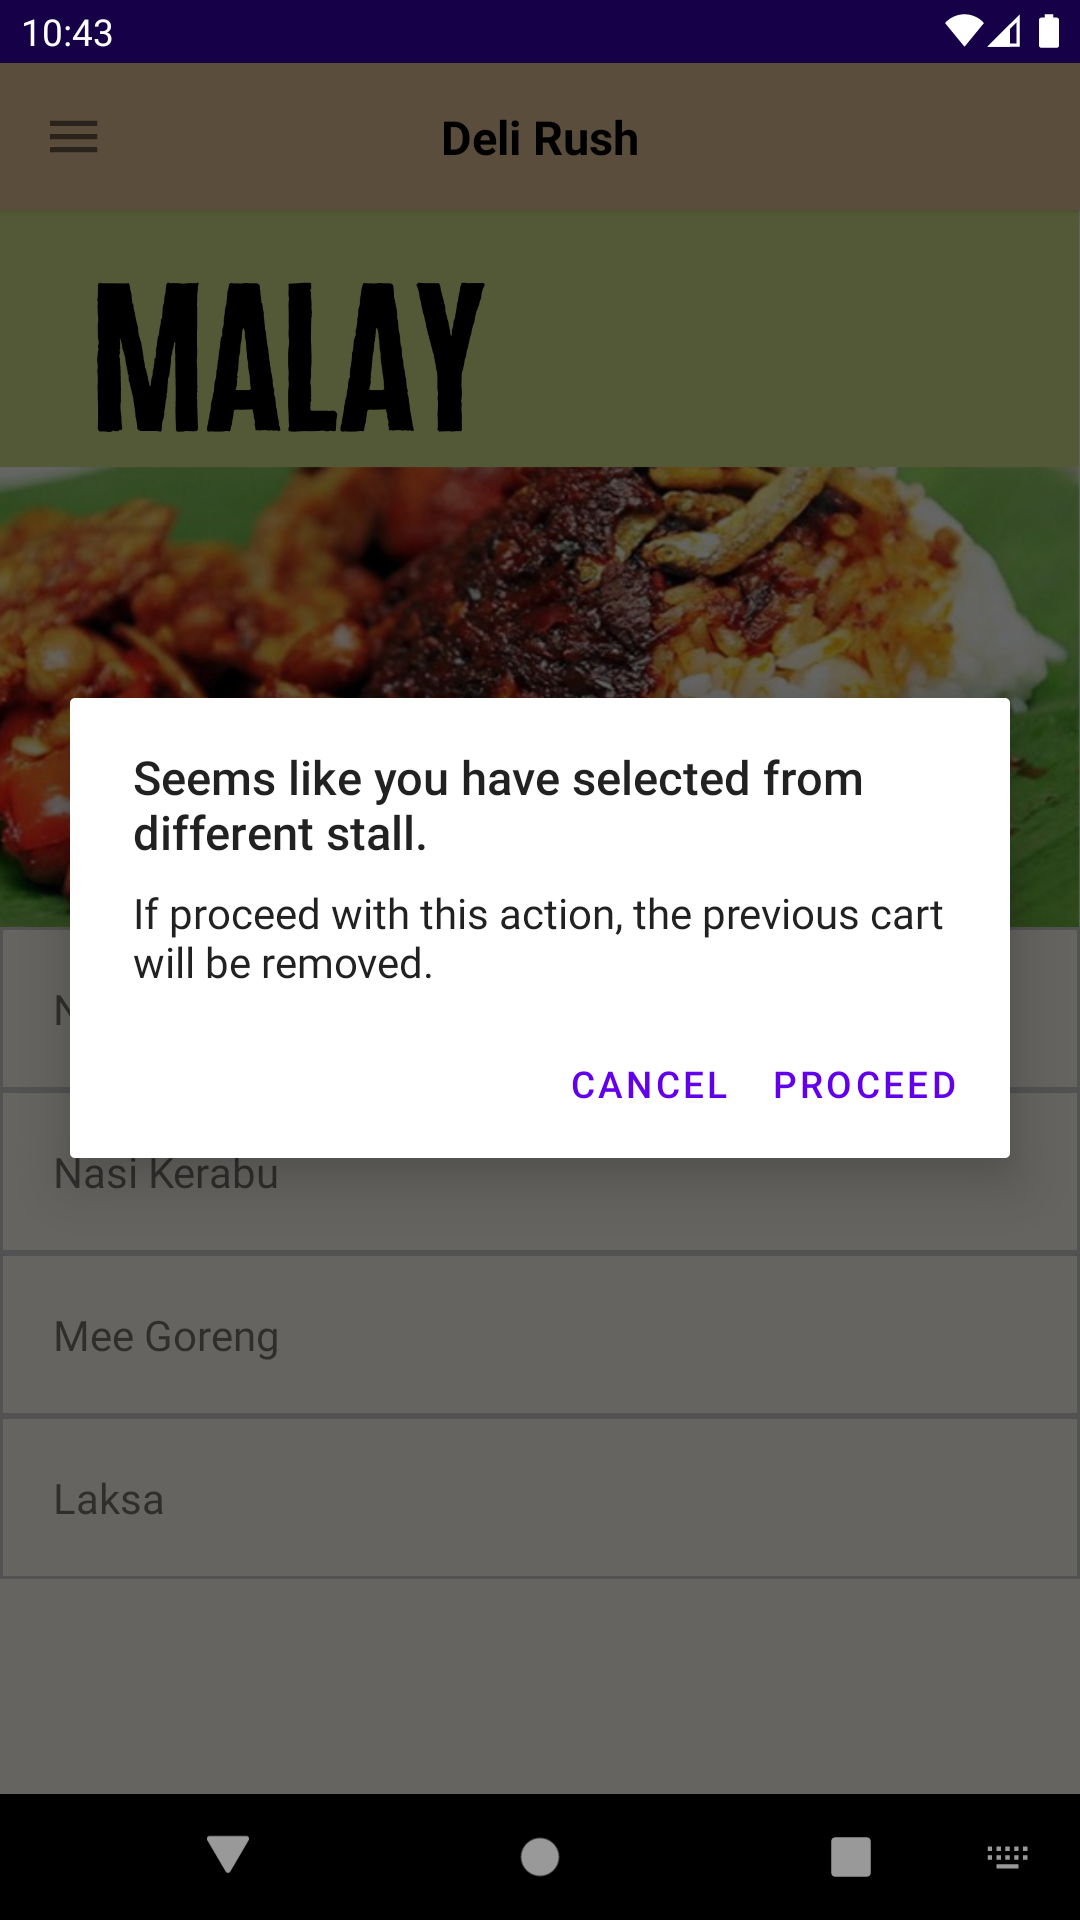 10:43
Deli Rush
MALAY
Seems like you have selected from
different stall.
If proceed with this action, the previous cart
will be removed.
CANCEL PROCEED
Nasi Kerabu
Mee Goreng
Laksa